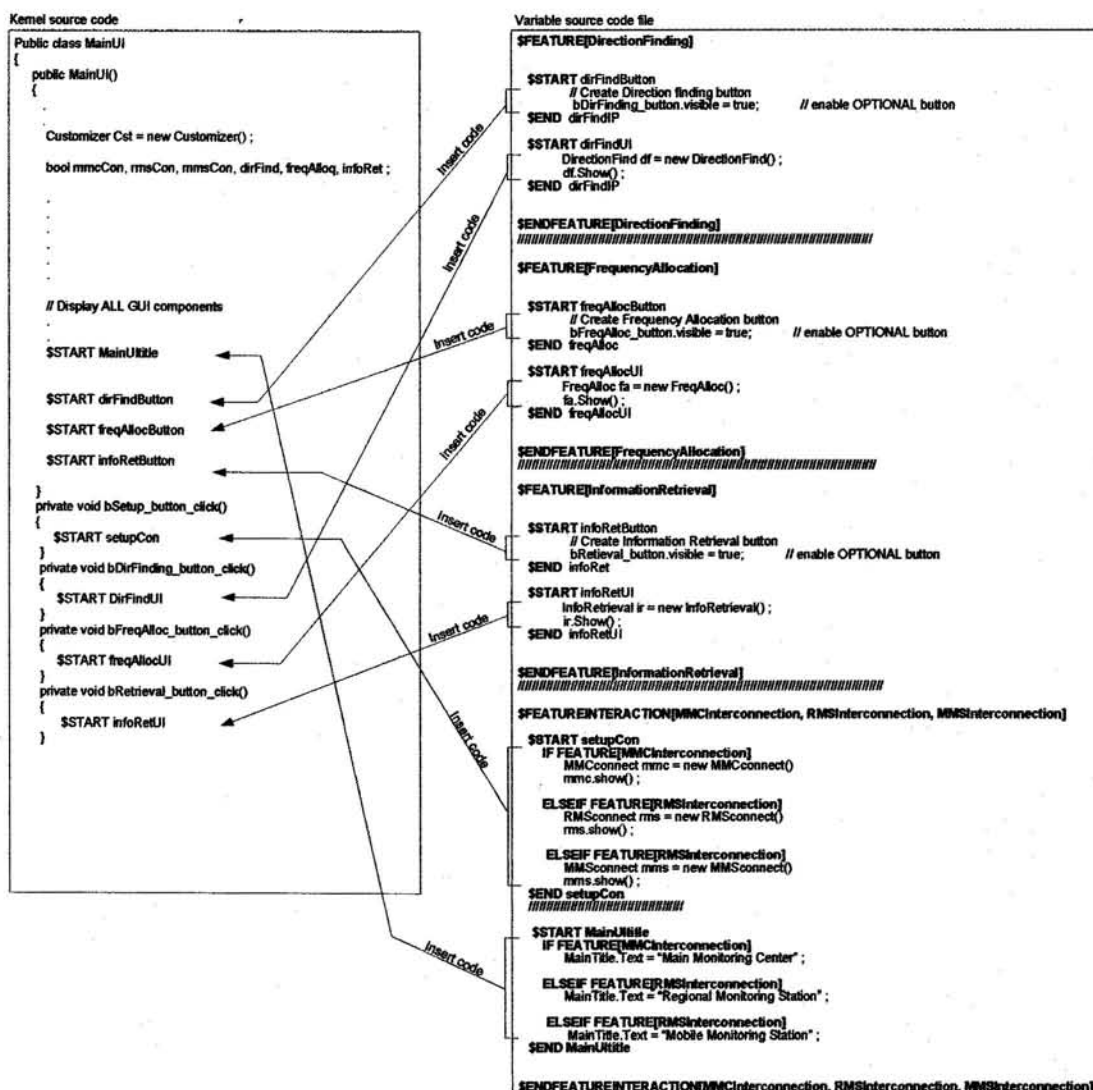 Kernel source code
Public class MainUI
{
public MainUI()
{
.
.
Customizer Cst = new Customizer() ;
bool mmcCon, rmsCon, mmsCon, dirFind, freqAlloq, infoRet ;
.
.
.
.
.
.
// Display ALL GUI components
.
.
$START MainUItitle
$START dirFindButton
$START freqAllocButton
$START infoRetButton
}
private void bSetup_button_click()
{
$START setupCon
}
private void bDirFinding_button_click()
{
$START DirFindUI
}
private void bFreqAlloc_button_click()
{
$START freqAllocUI
}
private void bRetrieval_button_click()
{
$START infoRetUI
}
Insert code
Insert code
Insert code
Insert code
Insert code
Insert code
Insert code
Insert code
Variable source code file
$FEATURE[DirectionFinding]
$START dirFindButton
// Create Direction finding button
bDirFinding_button.visible = true; // enable OPTIONAL button
$END dirFindIP
$START dirFindUI
DirectionFind df = new DirectionFind() ;
df.Show() ;
$END dirFindIP
$ENDFEATURE[DirectionFinding]
////////////////////////////////////////////////////////////////////////////////
$FEATURE[FrequencyAllocation]
$START freqAllocButton
// Create Frequency Allocation button
bFreqAlloc_button.visible = true; // enable OPTIONAL button
$END freqAlloc
$START freqAllocUI
FreqAlloc fa = new FreqAlloc() ;
fa.Show() ;
$END freqAllocUI
$ENDFEATURE[FrequencyAllocation]
////////////////////////////////////////////////////////////////////////////////
$FEATURE[InformationRetrieval]
$START infoRetButton
// Create Information Retrieval button
bRetieval_button.visible = true; // enable OPTIONAL button
$END infoRet
$START infoRetUI
InfoRetrieval ir = new InfoRetrieval() ;
ir.Show() ;
$END infoRetUI
$ENDFEATURE[InformationRetrieval]
////////////////////////////////////////////////////////////////////////////////
$FEATUREINTERACTION[MMCInterconnection, RMSInterconnection, MMSInterconnection]
$START setupCon
IF FEATURE[MMCInterconnection]
MMCconnect mmc = new MMCconnect()
mmc.show() ;
ELSEIF FEATURE[RMSInterconnection]
RMSconnect rms = new RMSconnect()
rms.show() ;
ELSEIF FEATURE[RMSInterconnection]
MMSconnect mms = new MMSconnect()
mms.show() ;
$END setupCon
///////////////////////////////////
$START MainUItitle
IF FEATURE[MMCInterconnection]
MainTitle.Text = "Main Monitoring Center" ;
ELSEIF FEATURE[RMSInterconnection]
MainTitle.Text = "Regional Monitoring Station" ;
ELSEIF FEATURE[RMSInterconnection]
MainTitle.Text = "Mobile Monitoring Station" ;
$END MainUItitle
$ENDFEATUREINTERACTION[MMCInterconnection, RMSInterconnection, MMSInterconnection]